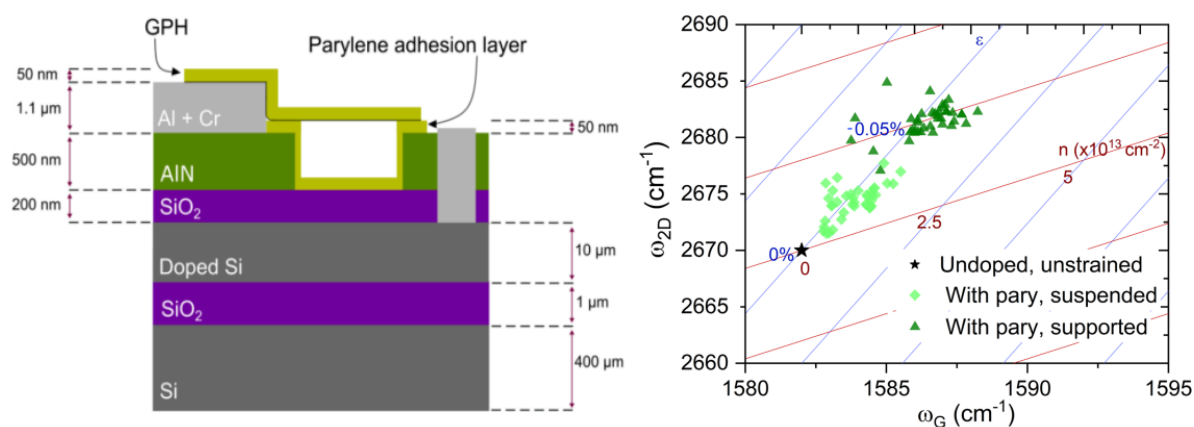 GPH
Parylene adhesion layer
50 nm
1.1 µm
500 nm
200 nm
Al + Cr
AlN
SiO2
Doped Si
SiO2
Si
50 nm
10 µm
1 µm
400 µm
2690
2685
2680
2675
2670
2665
2660
ω2D (cm-1)
ε
-0.05%
n (x10^13 cm-2)
5
2.5
0%
0
Undoped, unstrained
With pary, suspended
With pary, supported
1580
1585
1590
1595
ωG (cm-1)